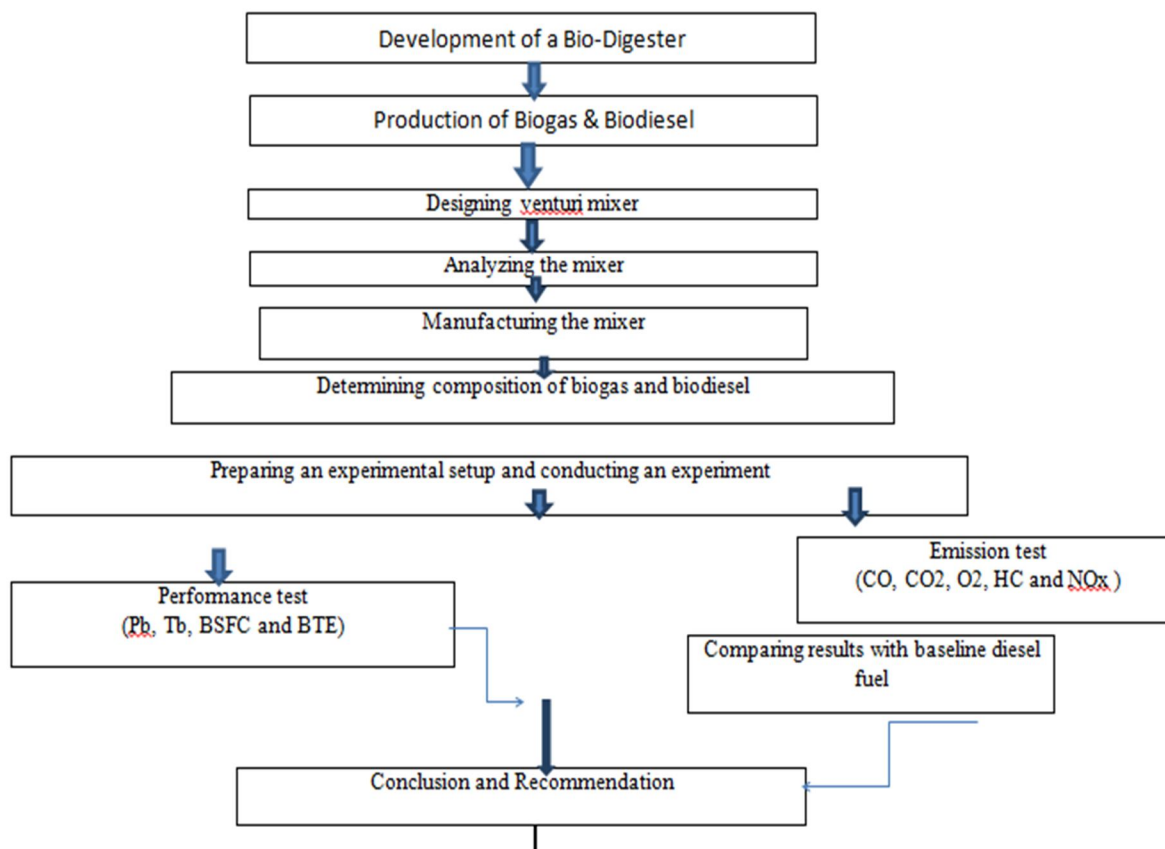 Development of a Bio-Digester
Production of Biogas & Biodiesel
Designing venturi mixer
Analyzing the mixer
Manufacturing the mixer
Determining composition of biogas and biodiesel
Preparing an experimental setup and conducting an experiment
Emission test
(CO, CO2, O2, HC and NOx )
Performance test
(Pb, Tb, BSFC and BTE)
Comparing results with baseline diesel
fuel
Conclusion and Recommendation